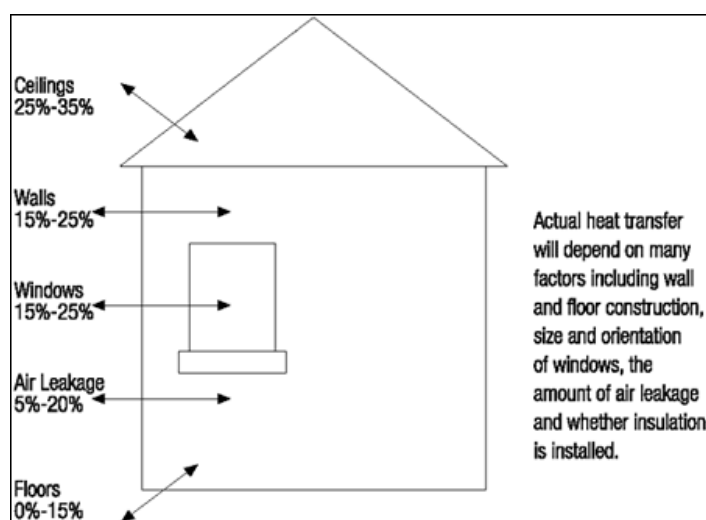 Ceilings
25%-35%
Walls
15%-25%
Windows
15%-25%
Air Leakage
5%-20%
Floors
0%-15%
Actual heat transfer
will depend on many
factors including wall
and floor construction,
size and orientation
of windows, the
amount of air leakage
and whether insulation
is installed.